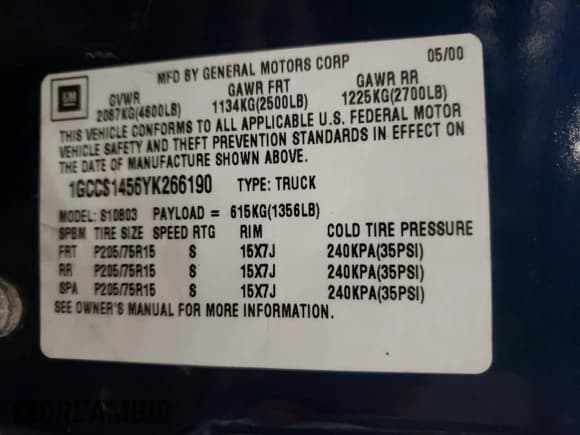 GM
MFD BY GENERAL MOTORS CORP 05/00
GVWR GAWR FRT GAWR RR
2087KG(4600LB) 1134KG(2500LB) 1225KG(2700LB)
THIS VEHICLE CONFORMS TO ALL APPLICABLE U.S. FEDERAL MOTOR
VEHICLE SAFETY AND THEFT PREVENTION STANDARDS IN EFFECT ON
THE DATE OF MANUFACTURE SHOWN ABOVE.
1GCCS1456YK266190 TYPE: TRUCK
MODEL: S10803 PAYLOAD = 615KG(1356LB)
SPBM TIRE SIZE SPEED RTG RIM COLD TIRE PRESSURE
FRT P205/75R15 S 15X7J 240KPA(35PSI)
RR P205/75R15 S 15X7J 240KPA(35PSI)
SPA P205/75R15 S 15X7J 240KPA(35PSI)
SEE OWNER'S MANUAL FOR MORE INFORMATION.
DREAMBID